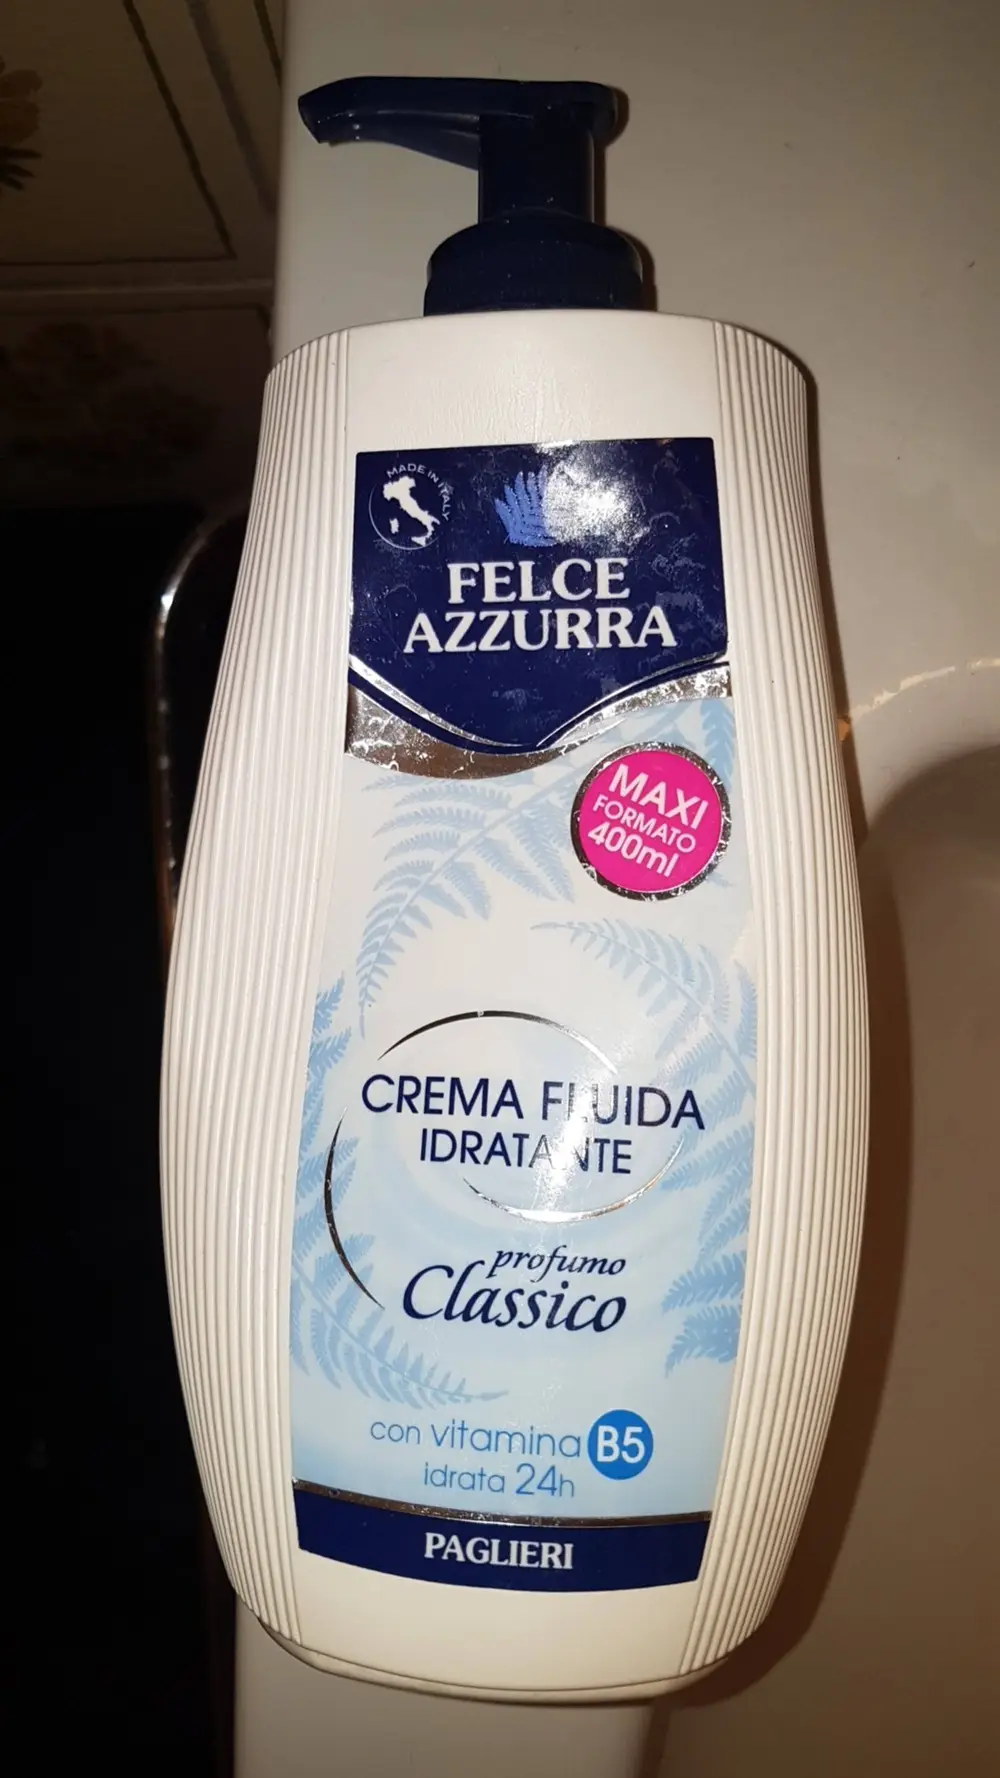 MADE IN ITALY
FELCE
AZZURRA
MAXI
FORMATO
400ml
CREMA FLUIDA
IDRATANTE
profumo
Classico
con vitamina B5
idrata 24h
PAGLIERI